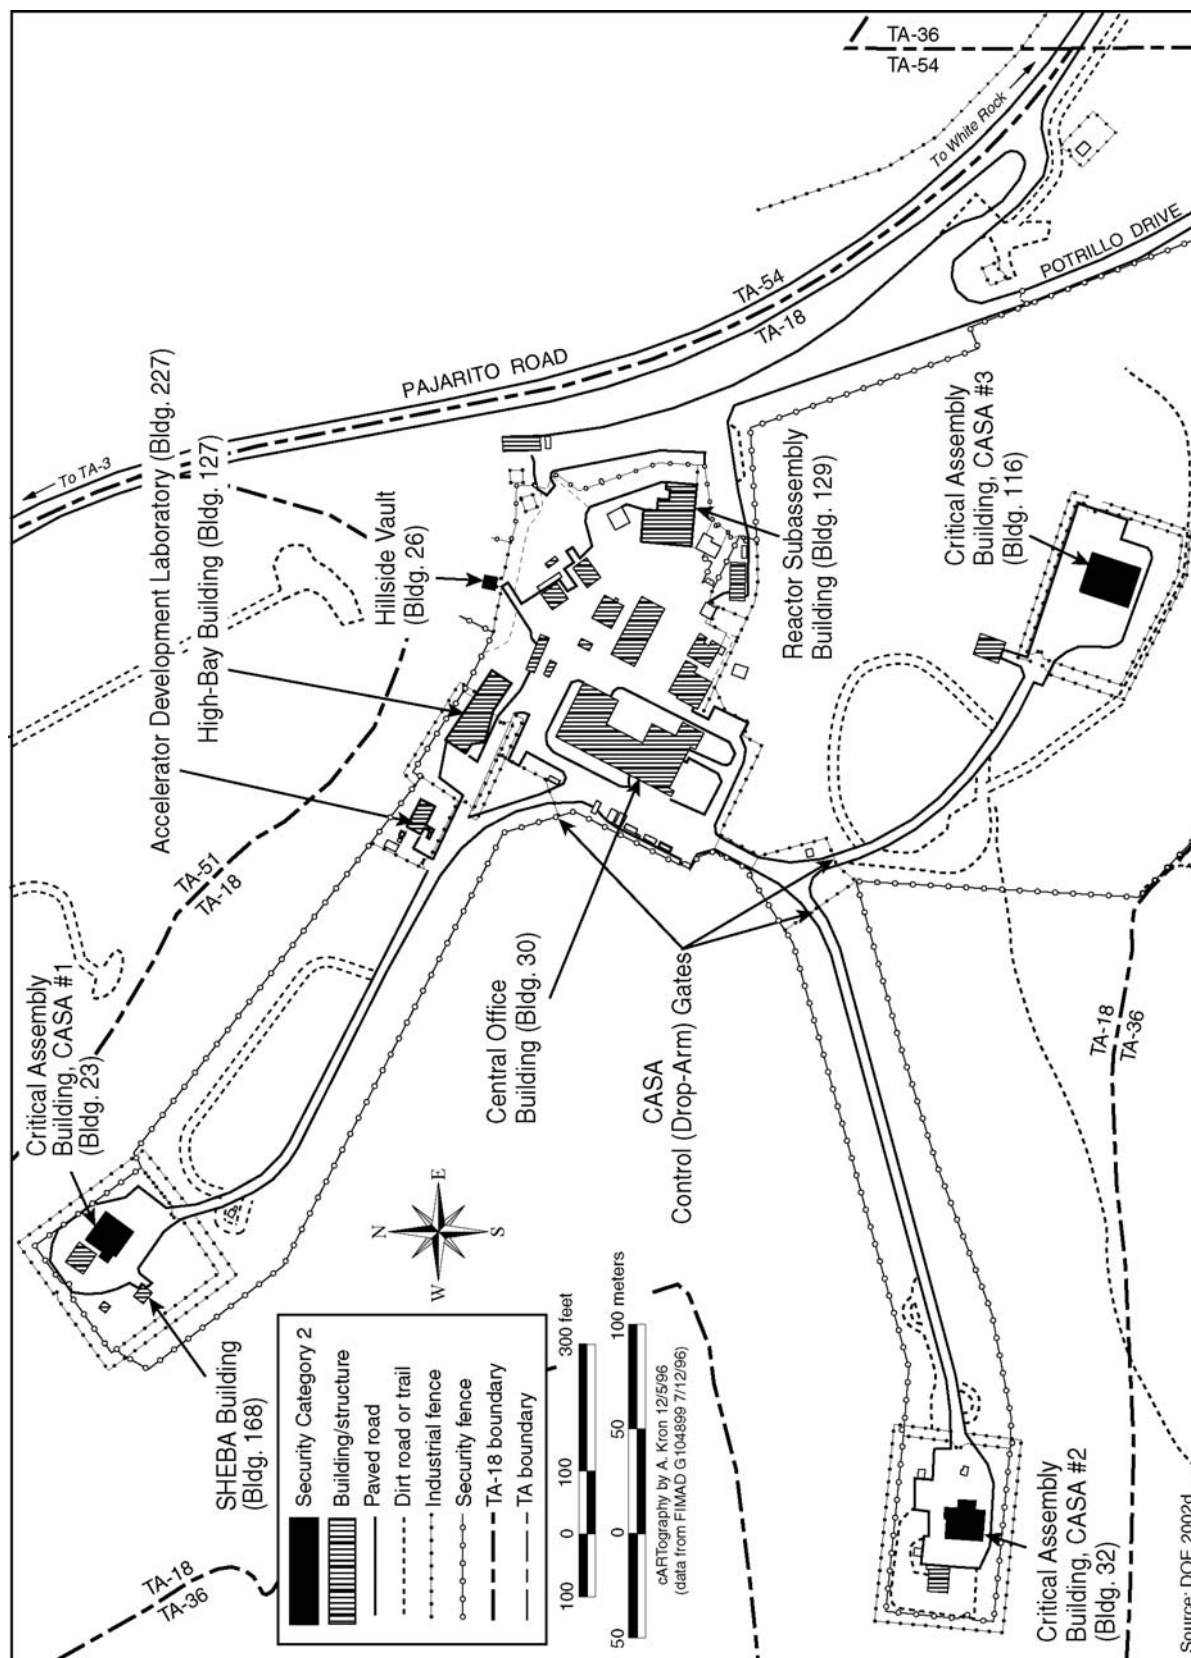 TA-36
TA-54
To White Rock
POTRILLO DRIVE
TA-54
TA-18
PAJARITO ROAD
To TA-3
Accelerator Development Laboratory (Bldg. 227)
High-Bay Building (Bldg. 127)
Hillside Vault
(Bldg. 26)
Reactor Subassembly
Building (Bldg. 129)
Critical Assembly
Building, CASA #3
(Bldg. 116)
TA-51
TA-18
Critical Assembly
Building, CASA #1
(Bldg. 23)
Central Office
Building (Bldg. 30)
CASA
Control (Drop-Arm) Gates
TA-18
TA-36
N
E
S
W
SHEBA Building
(Bldg. 168)
Security Category 2
Building/structure
Paved road
Dirt road or trail
Industrial fence
Security fence
TA-18 boundary
TA boundary
100 0 100 300 feet
50 0 50 100 meters
cARTography by A. Kron 12/5/96
(data from FIMAD G104899 7/12/96)
TA-18
TA-36
Critical Assembly
Building, CASA #2
(Bldg. 32)
Source: DOE 2002d